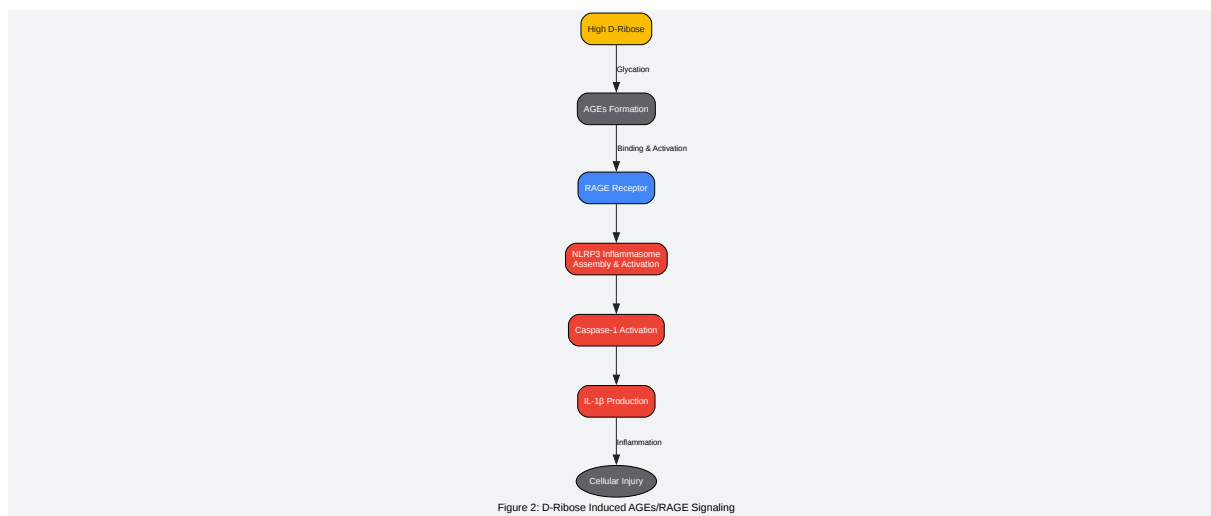 High D-Ribose
Glycation
AGEs Formation
Binding & Activation
RAGE Receptor
NLRP3 Inflammasome
Assembly & Activation
Caspase-1 Activation
IL-1β Production
Inflammation
Cellular Injury
Figure 2: D-Ribose Induced AGEs/RAGE Signaling